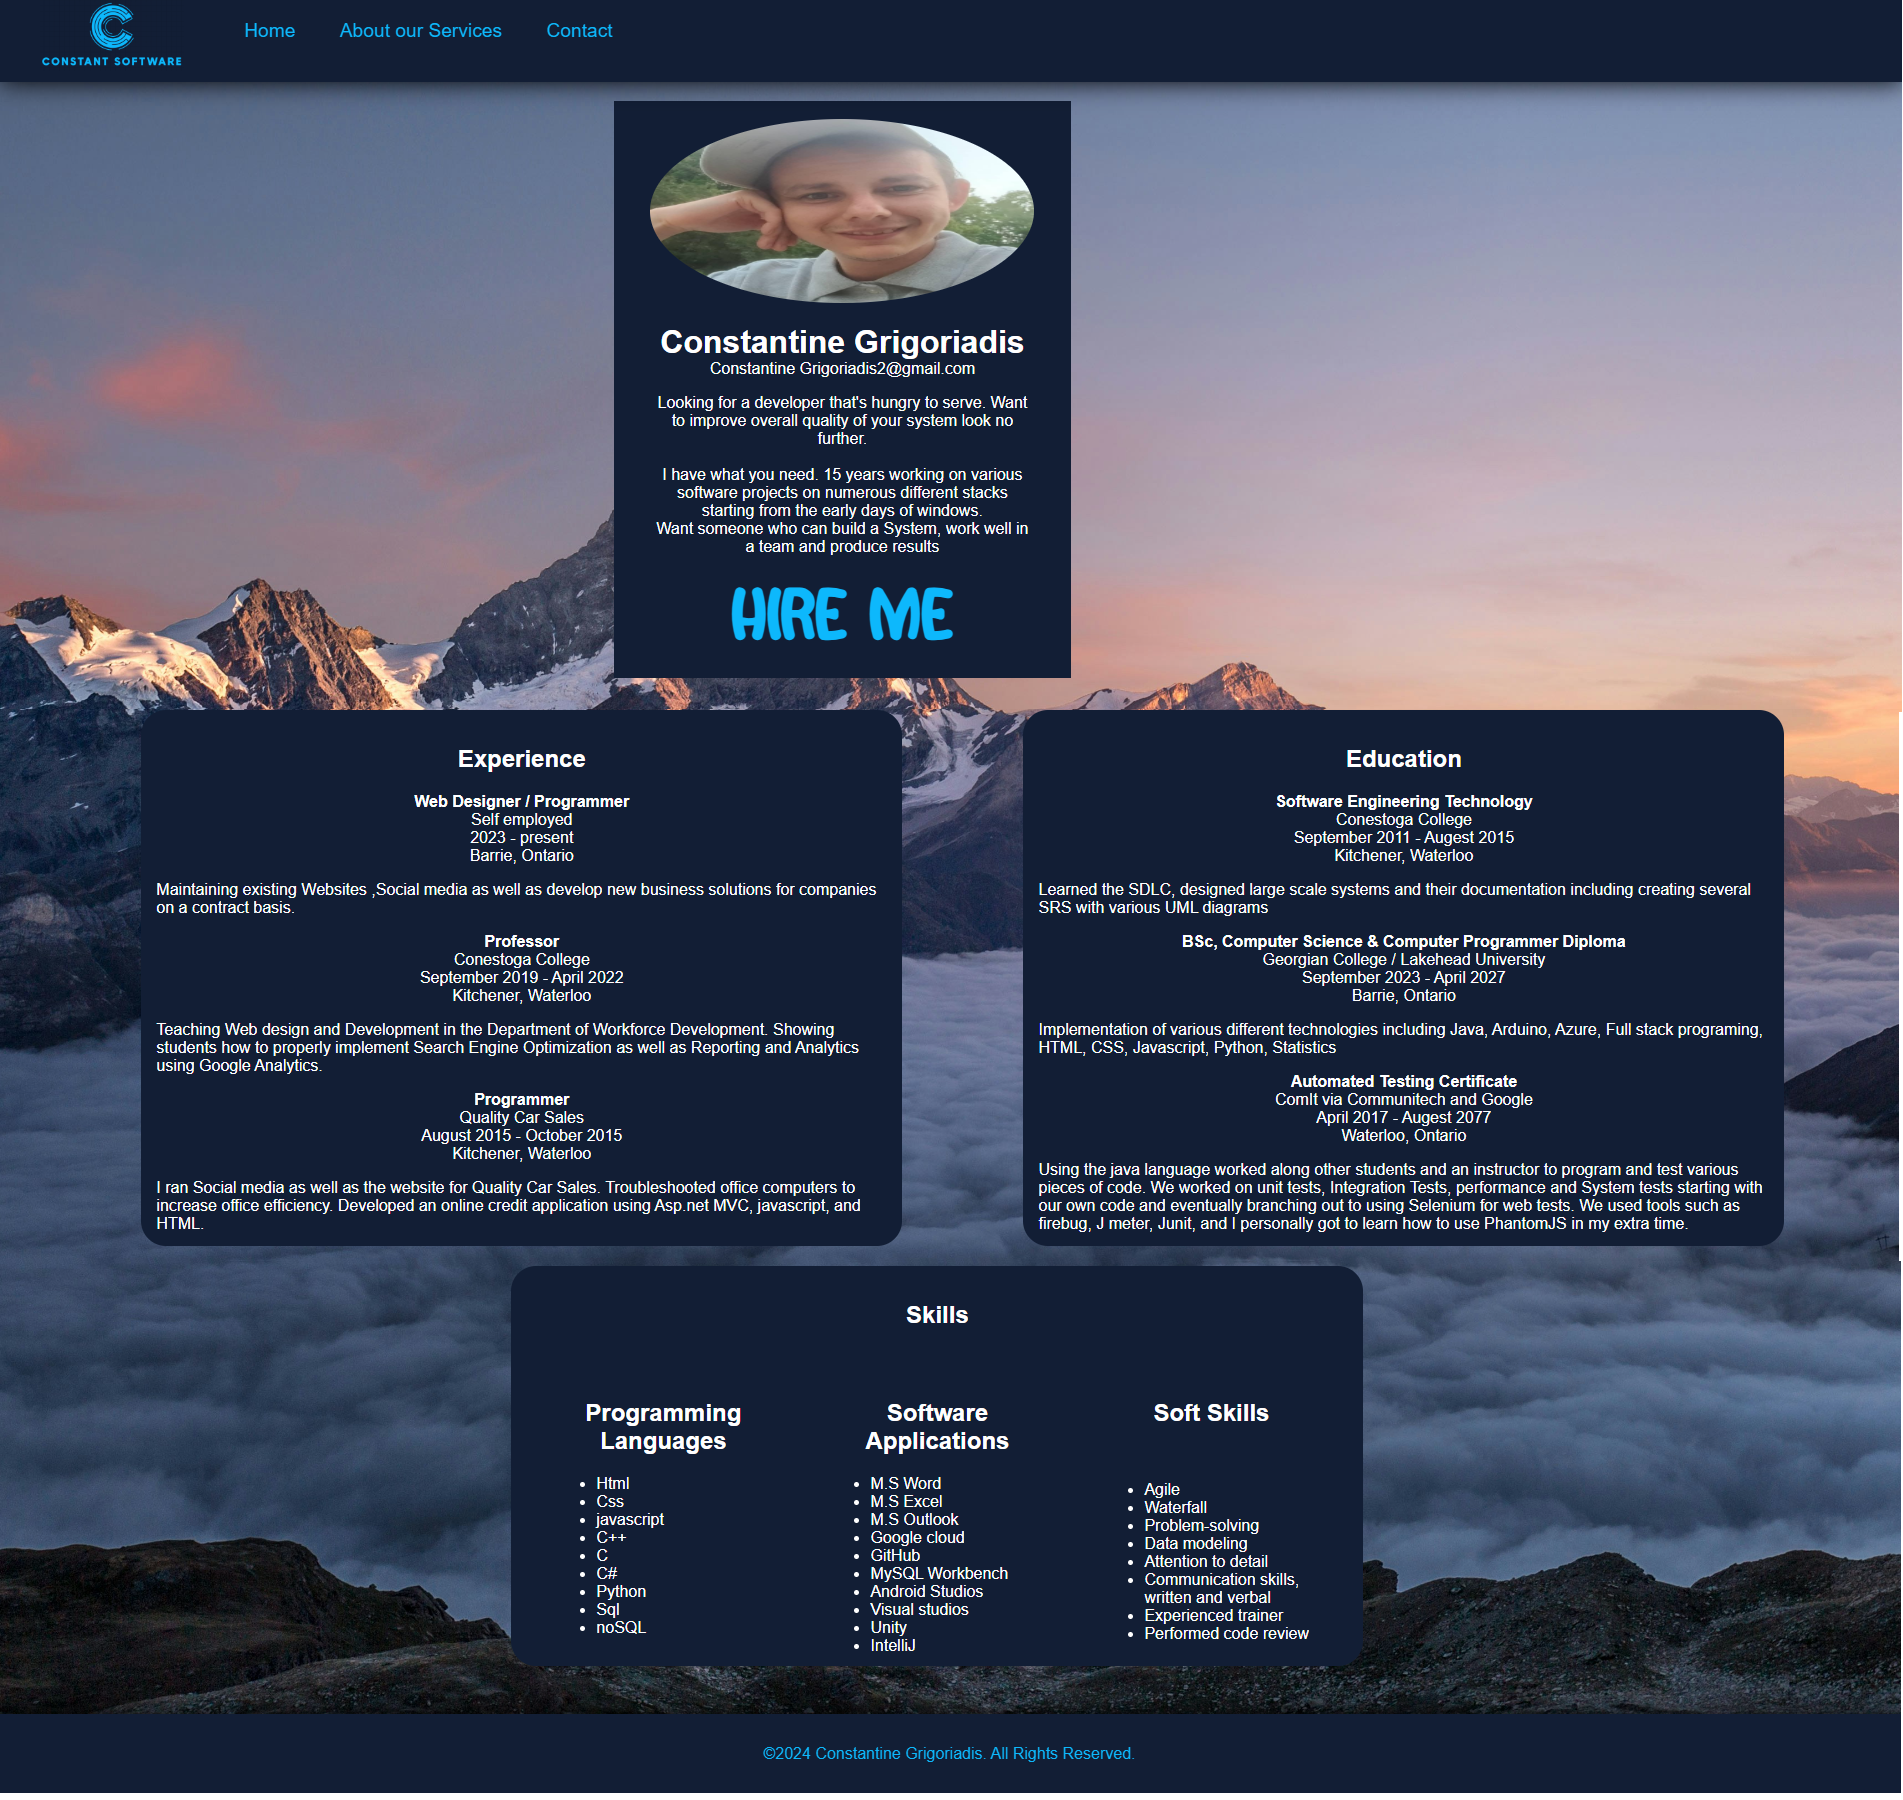 CONSTANT SOFTWARE
Home
About our Services
Contact
Constantine Grigoriadis
Constantine Grigoriadis2@gmail.com
Looking for a developer that's hungry to serve. Want
to improve overall quality of your system look no
further.
I have what you need. 15 years working on various
software projects on numerous different stacks
starting from the early days of windows.
Want someone who can build a System, work well in
a team and produce results
HIRE ME
Experience
Web Designer / Programmer
Self employed
2023 - present
Barrie, Ontario
Maintaining existing Websites ,Social media as well as develop new business solutions for companies
on a contract basis.
Professor
Conestoga College
September 2019 - April 2022
Kitchener, Waterloo
Teaching Web design and Development in the Department of Workforce Development. Showing
students how to properly implement Search Engine Optimization as well as Reporting and Analytics
using Google Analytics.
Programmer
Quality Car Sales
August 2015 - October 2015
Kitchener, Waterloo
I ran Social media as well as the website for Quality Car Sales. Troubleshooted office computers to
increase office efficiency. Developed an online credit application using Asp.net MVC, javascript, and
HTML.
Education
Software Engineering Technology
Conestoga College
September 2011 - Augest 2015
Kitchener, Waterloo
Learned the SDLC, designed large scale systems and their documentation including creating several
SRS with various UML diagrams
BSc, Computer Science & Computer Programmer Diploma
Georgian College / Lakehead University
September 2023 - April 2027
Barrie, Ontario
Implementation of various different technologies including Java, Arduino, Azure, Full stack programing,
HTML, CSS, Javascript, Python, Statistics
Automated Testing Certificate
ComIt via Communitech and Google
April 2017 - Augest 2077
Waterloo, Ontario
Using the java language worked along other students and an instructor to program and test various
pieces of code. We worked on unit tests, Integration Tests, performance and System tests starting with
our own code and eventually branching out to using Selenium for web tests. We used tools such as
firebug, J meter, Junit, and I personally got to learn how to use PhantomJS in my extra time.
Skills
Programming
Languages
• Html
• Css
• javascript
• C++
• C
• C#
• Python
• Sql
• noSQL
Software
Applications
• M.S Word
• M.S Excel
• M.S Outlook
• Google cloud
• GitHub
• MySQL Workbench
• Android Studios
• Visual studios
• Unity
• IntelliJ
Soft Skills
• Agile
• Waterfall
• Problem-solving
• Data modeling
• Attention to detail
• Communication skills,
written and verbal
• Experienced trainer
• Performed code review
©2024 Constantine Grigoriadis. All Rights Reserved.